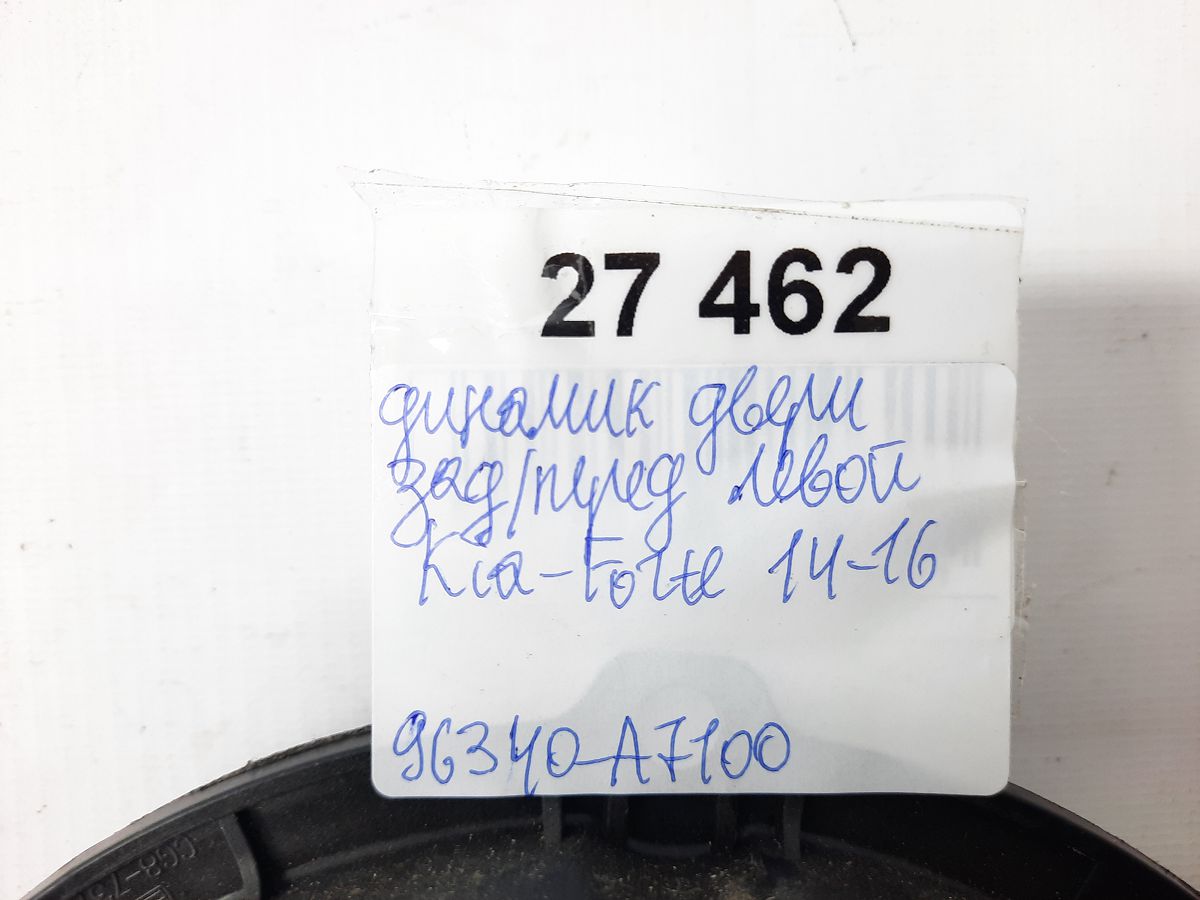 27 462
динамик двери
зад/перед левой
Kia-Forte 14-16
96340-A7100